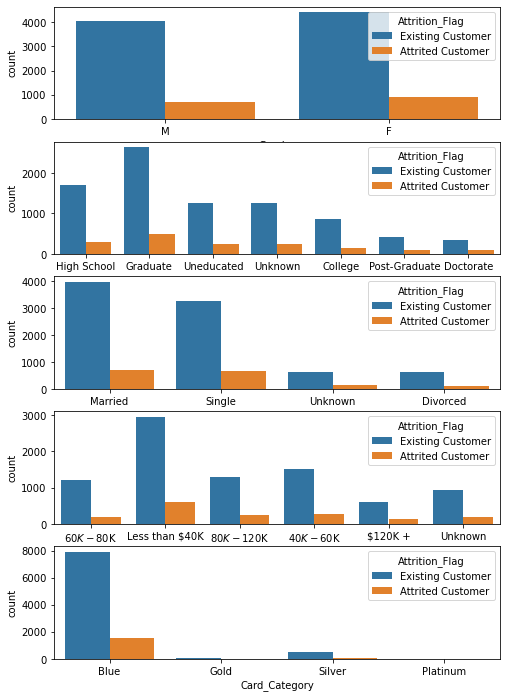 4000
3000
2000
1000
0
count
Attrition_Flag
Existing Customer
Attrited Customer
M F
2000
1000
0
count
Attrition_Flag
Existing Customer
Attrited Customer
High School Graduate Uneducated Unknown College Post-Graduate Doctorate
4000
3000
2000
1000
0
count
Attrition_Flag
Existing Customer
Attrited Customer
Married Single Unknown Divorced
3000
2000
1000
0
count
Attrition_Flag
Existing Customer
Attrited Customer
60K − 80K Less than $40K 80K − 120K 40K − 60K $120K + Unknown
8000
6000
4000
2000
0
count
Attrition_Flag
Existing Customer
Attrited Customer
Blue Gold Silver Platinum
Card_Category